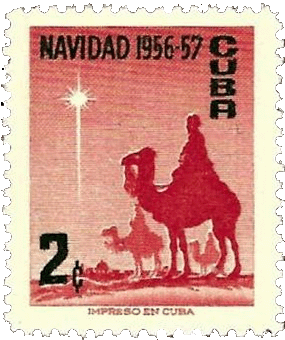 NAVIDAD 1956-57
CUBA
2¢
IMPRESO EN CUBA